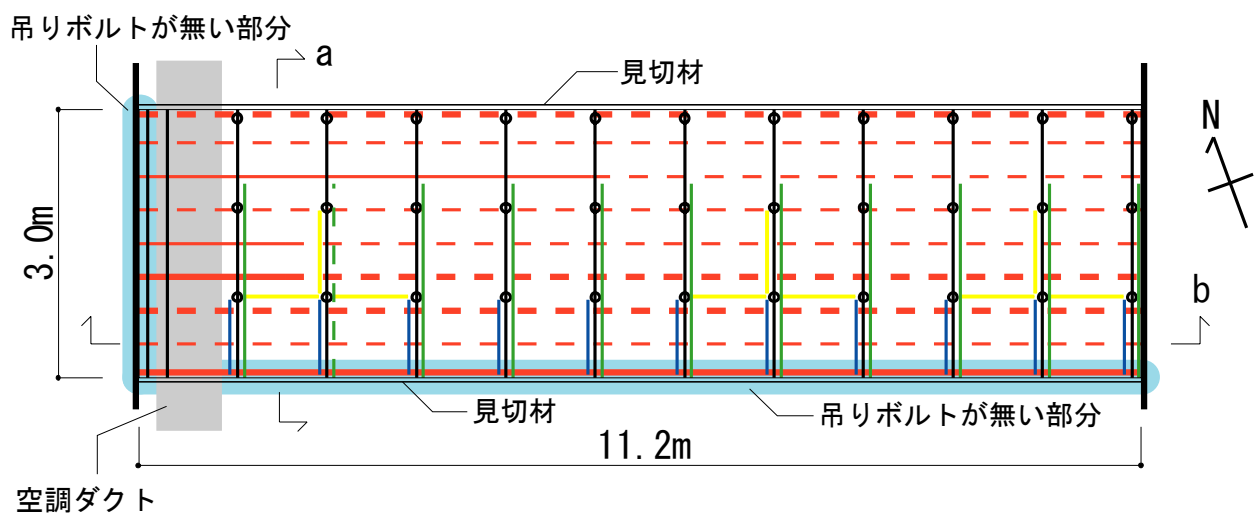 吊りボルトが無い部分
a
見切材
N
3.0m
b
見切材
吊りボルトが無い部分
11.2m
空調ダクト